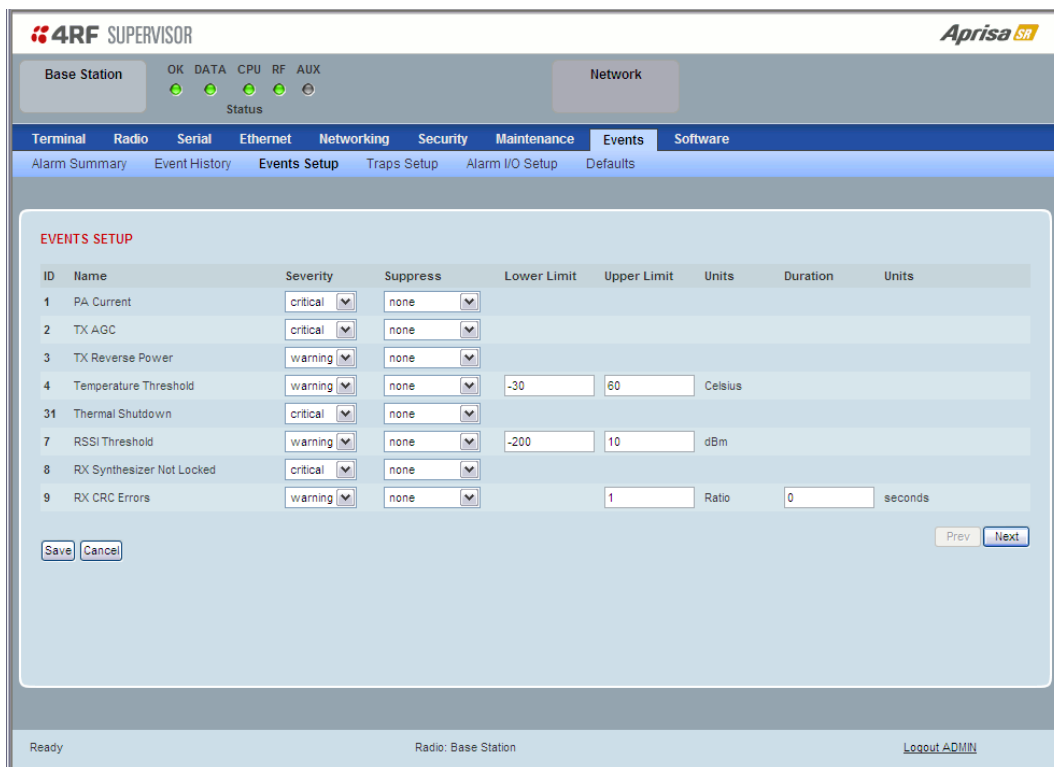 4RF SUPERVISOR
Aprisa SR
Base Station
OK DATA CPU RF AUX
Status
Network
Terminal Radio Serial Ethernet Networking Security Maintenance Events Software
Alarm Summary Event History Events Setup Traps Setup Alarm I/O Setup Defaults
EVENTS SETUP
ID Name Severity Suppress Lower Limit Upper Limit Units Duration Units
1 PA Current critical none
2 TX AGC critical none
3 TX Reverse Power warning none
4 Temperature Threshold warning none -30 60 Celsius
31 Thermal Shutdown critical none
7 RSSI Threshold warning none -200 10 dBm
8 RX Synthesizer Not Locked critical none
9 RX CRC Errors warning none 1 Ratio 0 seconds
Save Cancel
Prev Next
Ready Radio: Base Station Logout ADMIN